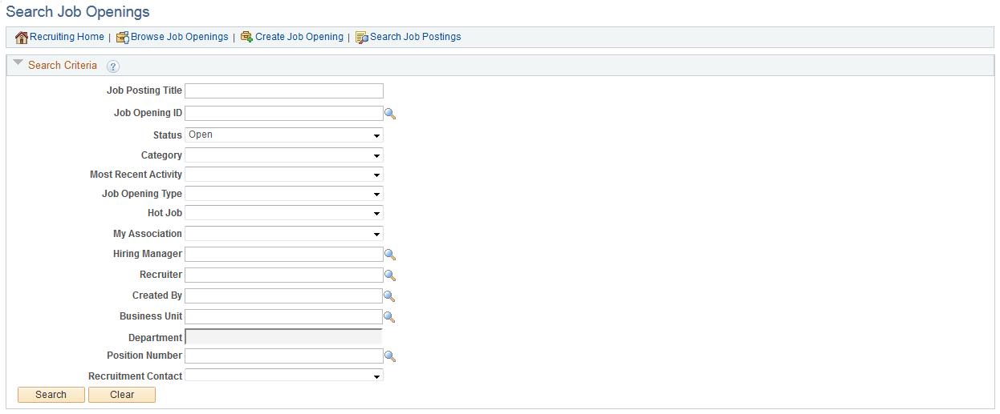 Search Job Openings
Recruiting Home | Browse Job Openings | Create Job Opening | Search Job Postings
Search Criteria ?
Job Posting Title
Job Opening ID
Status Open
Category
Most Recent Activity
Job Opening Type
Hot Job
My Association
Hiring Manager
Recruiter
Created By
Business Unit
Department
Position Number
Recruitment Contact
Search Clear